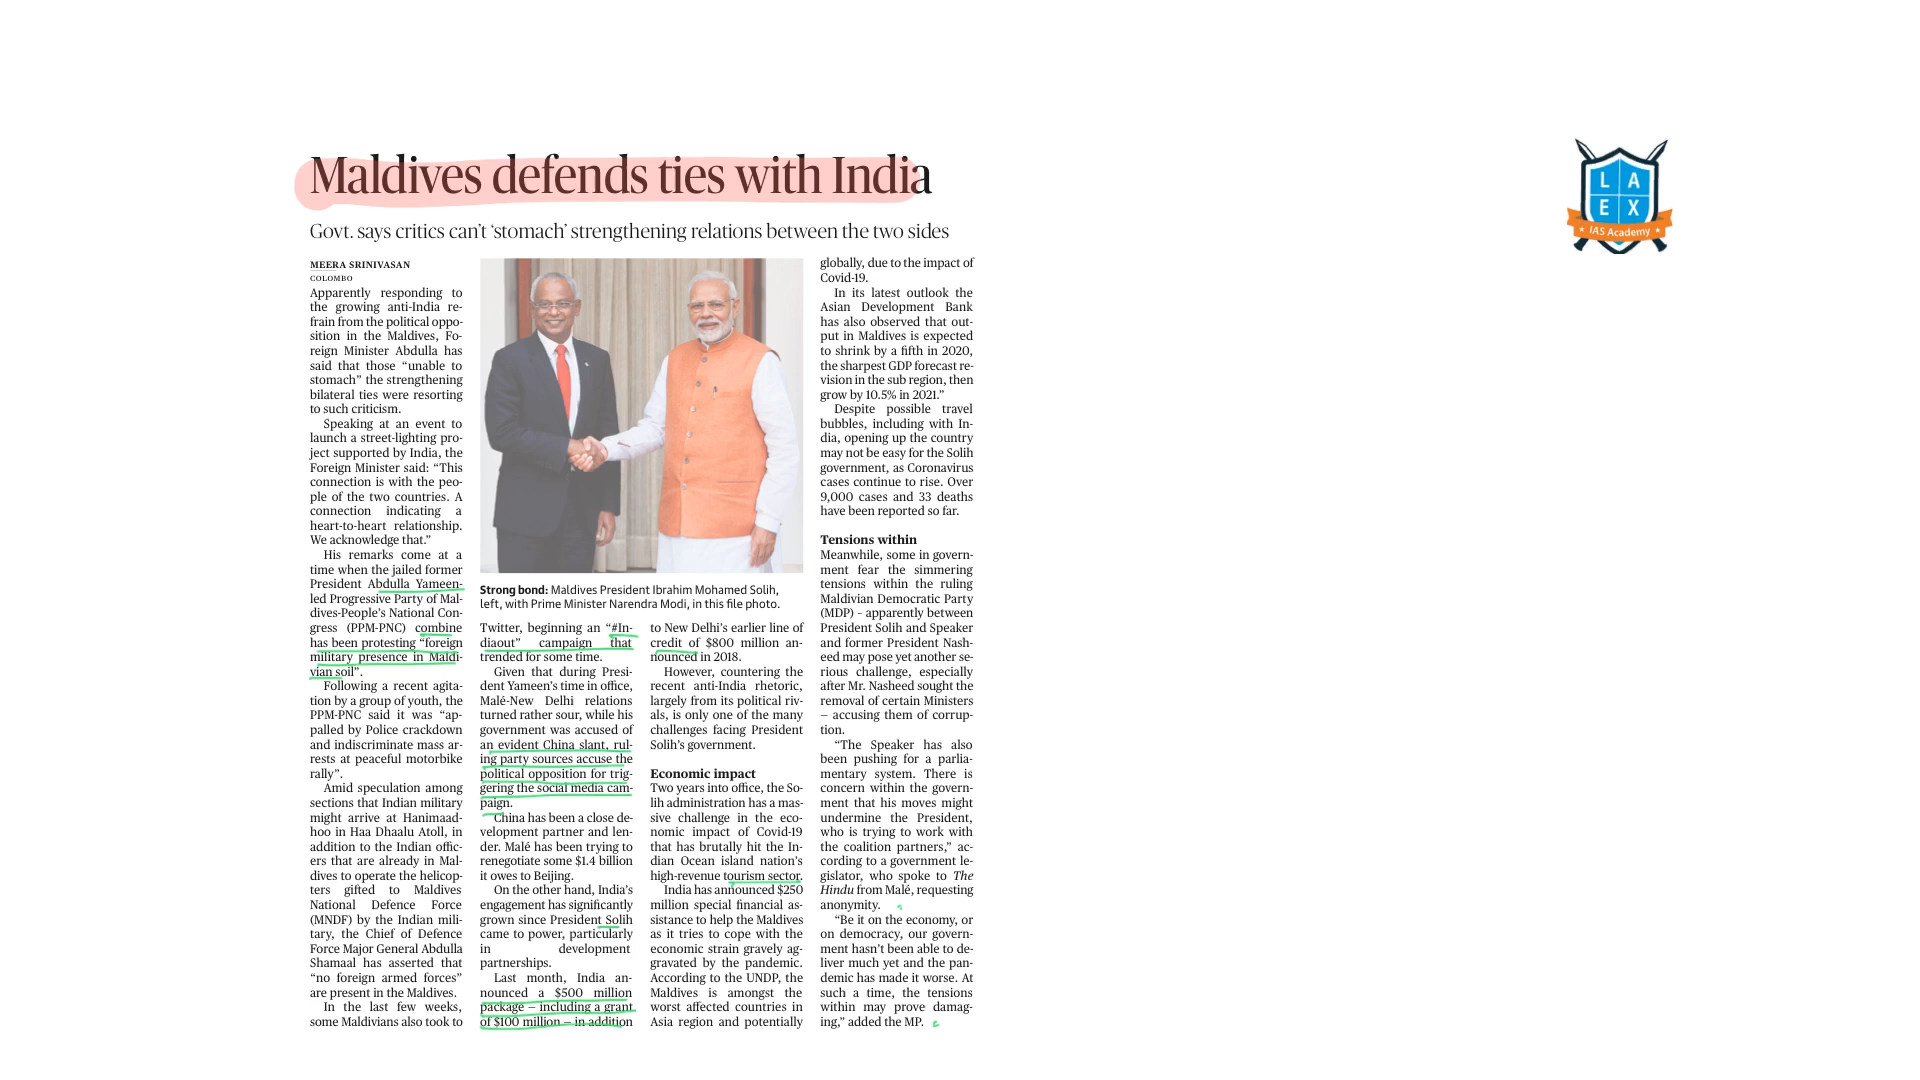 Maldives defends ties with India
Govt. says critics can't ‘stomach’ strengthening relations between the two sides
MEERA SRINIVASAN
COLOMBO
Apparently responding to
the growing anti-India re-
frain from the political oppo-
sition in the Maldives, Fo-
reign Minister Abdulla has
said that those “unable to
stomach” the strengthening
bilateral ties were resorting
to such criticism.
Speaking at an event to
launch a street-lighting pro-
ject supported by India, the
Foreign Minister said: “This
connection is with the peo-
ple of the two countries. A
connection indicating a
heart-to-heart relationship.
We acknowledge that.”
His remarks come at a
time when the jailed former
President Abdulla Yameen-
led Progressive Party of Mal-
dives-People's National Con-
gress (PPM-PNC) combine
has been protesting “foreign
military presence in Maldi-
vian soil”.
Following a recent agita-
tion by a group of youth, the
PPM-PNC said it was “ap-
palled by Police crackdown
and indiscriminate mass ar-
rests at peaceful motorbike
rally”.
Amid speculation among
sections that Indian military
might arrive at Hanimaad-
hoo in Haa Dhaalu Atoll, in
addition to the Indian offic-
ers that are already in Mal-
dives to operate the helicop-
ters gifted to Maldives
National Defence Force
(MNDF) by the Indian mili-
tary, the Chief of Defence
Force Major General Abdulla
Shamaal has asserted that
“no foreign armed forces”
are present in the Maldives.
In the last few weeks,
some Maldivians also took to
Strong bond: Maldives President Ibrahim Mohamed Solih,
left, with Prime Minister Narendra Modi, in this file photo.
Twitter, beginning an “#In-
diaout” campaign that
trended for some time.
Given that during Presi-
dent Yameen's time in office,
Malé-New Delhi relations
turned rather sour, while his
government was accused of
an evident China slant, rul-
ing party sources accuse the
political opposition for trig-
gering the social media cam-
paign.
China has been a close de-
velopment partner and len-
der. Malé has been trying to
renegotiate some $1.4 billion
it owes to Beijing.
On the other hand, India's
engagement has significantly
grown since President Solih
came to power, particularly
in development
partnerships.
Last month, India an-
nounced a $500 million
package – including a grant
of $100 million – in addition
to New Delhi's earlier line of
credit of $800 million an-
nounced in 2018.
However, countering the
recent anti-India rhetoric,
largely from its political riv-
als, is only one of the many
challenges facing President
Solih's government.
Economic impact
Two years into office, the So-
lih administration has a mas-
sive challenge in the eco-
nomic impact of Covid-19
that has brutally hit the In-
dian Ocean island nation's
high-revenue tourism sector.
India has announced $250
million special financial as-
sistance to help the Maldives
as it tries to cope with the
economic strain gravely ag-
gravated by the pandemic.
According to the UNDP, the
Maldives is amongst the
worst affected countries in
Asia region and potentially
globally, due to the impact of
Covid-19.
In its latest outlook the
Asian Development Bank
has also observed that out-
put in Maldives is expected
to shrink by a fifth in 2020,
the sharpest GDP forecast re-
vision in the sub region, then
grow by 10.5% in 2021.”
Despite possible travel
bubbles, including with In-
dia, opening up the country
may not be easy for the Solih
government, as Coronavirus
cases continue to rise. Over
9,000 cases and 33 deaths
have been reported so far.
Tensions within
Meanwhile, some in govern-
ment fear the simmering
tensions within the ruling
Maldivian Democratic Party
(MDP) – apparently between
President Solih and Speaker
and former President Nash-
eed may pose yet another se-
rious challenge, especially
after Mr. Nasheed sought the
removal of certain Ministers
– accusing them of corrup-
tion.
“The Speaker has also
been pushing for a parlia-
mentary system. There is
concern within the govern-
ment that his moves might
undermine the President,
who is trying to work with
the coalition partners,” ac-
cording to a government le-
gislator, who spoke to The
Hindu from Malé, requesting
anonymity.
“Be it on the economy, or
on democracy, our govern-
ment hasn't been able to de-
liver much yet and the pan-
demic has made it worse. At
such a time, the tensions
within may prove damag-
ing,” added the MP.
L A
E X
IAS Academy